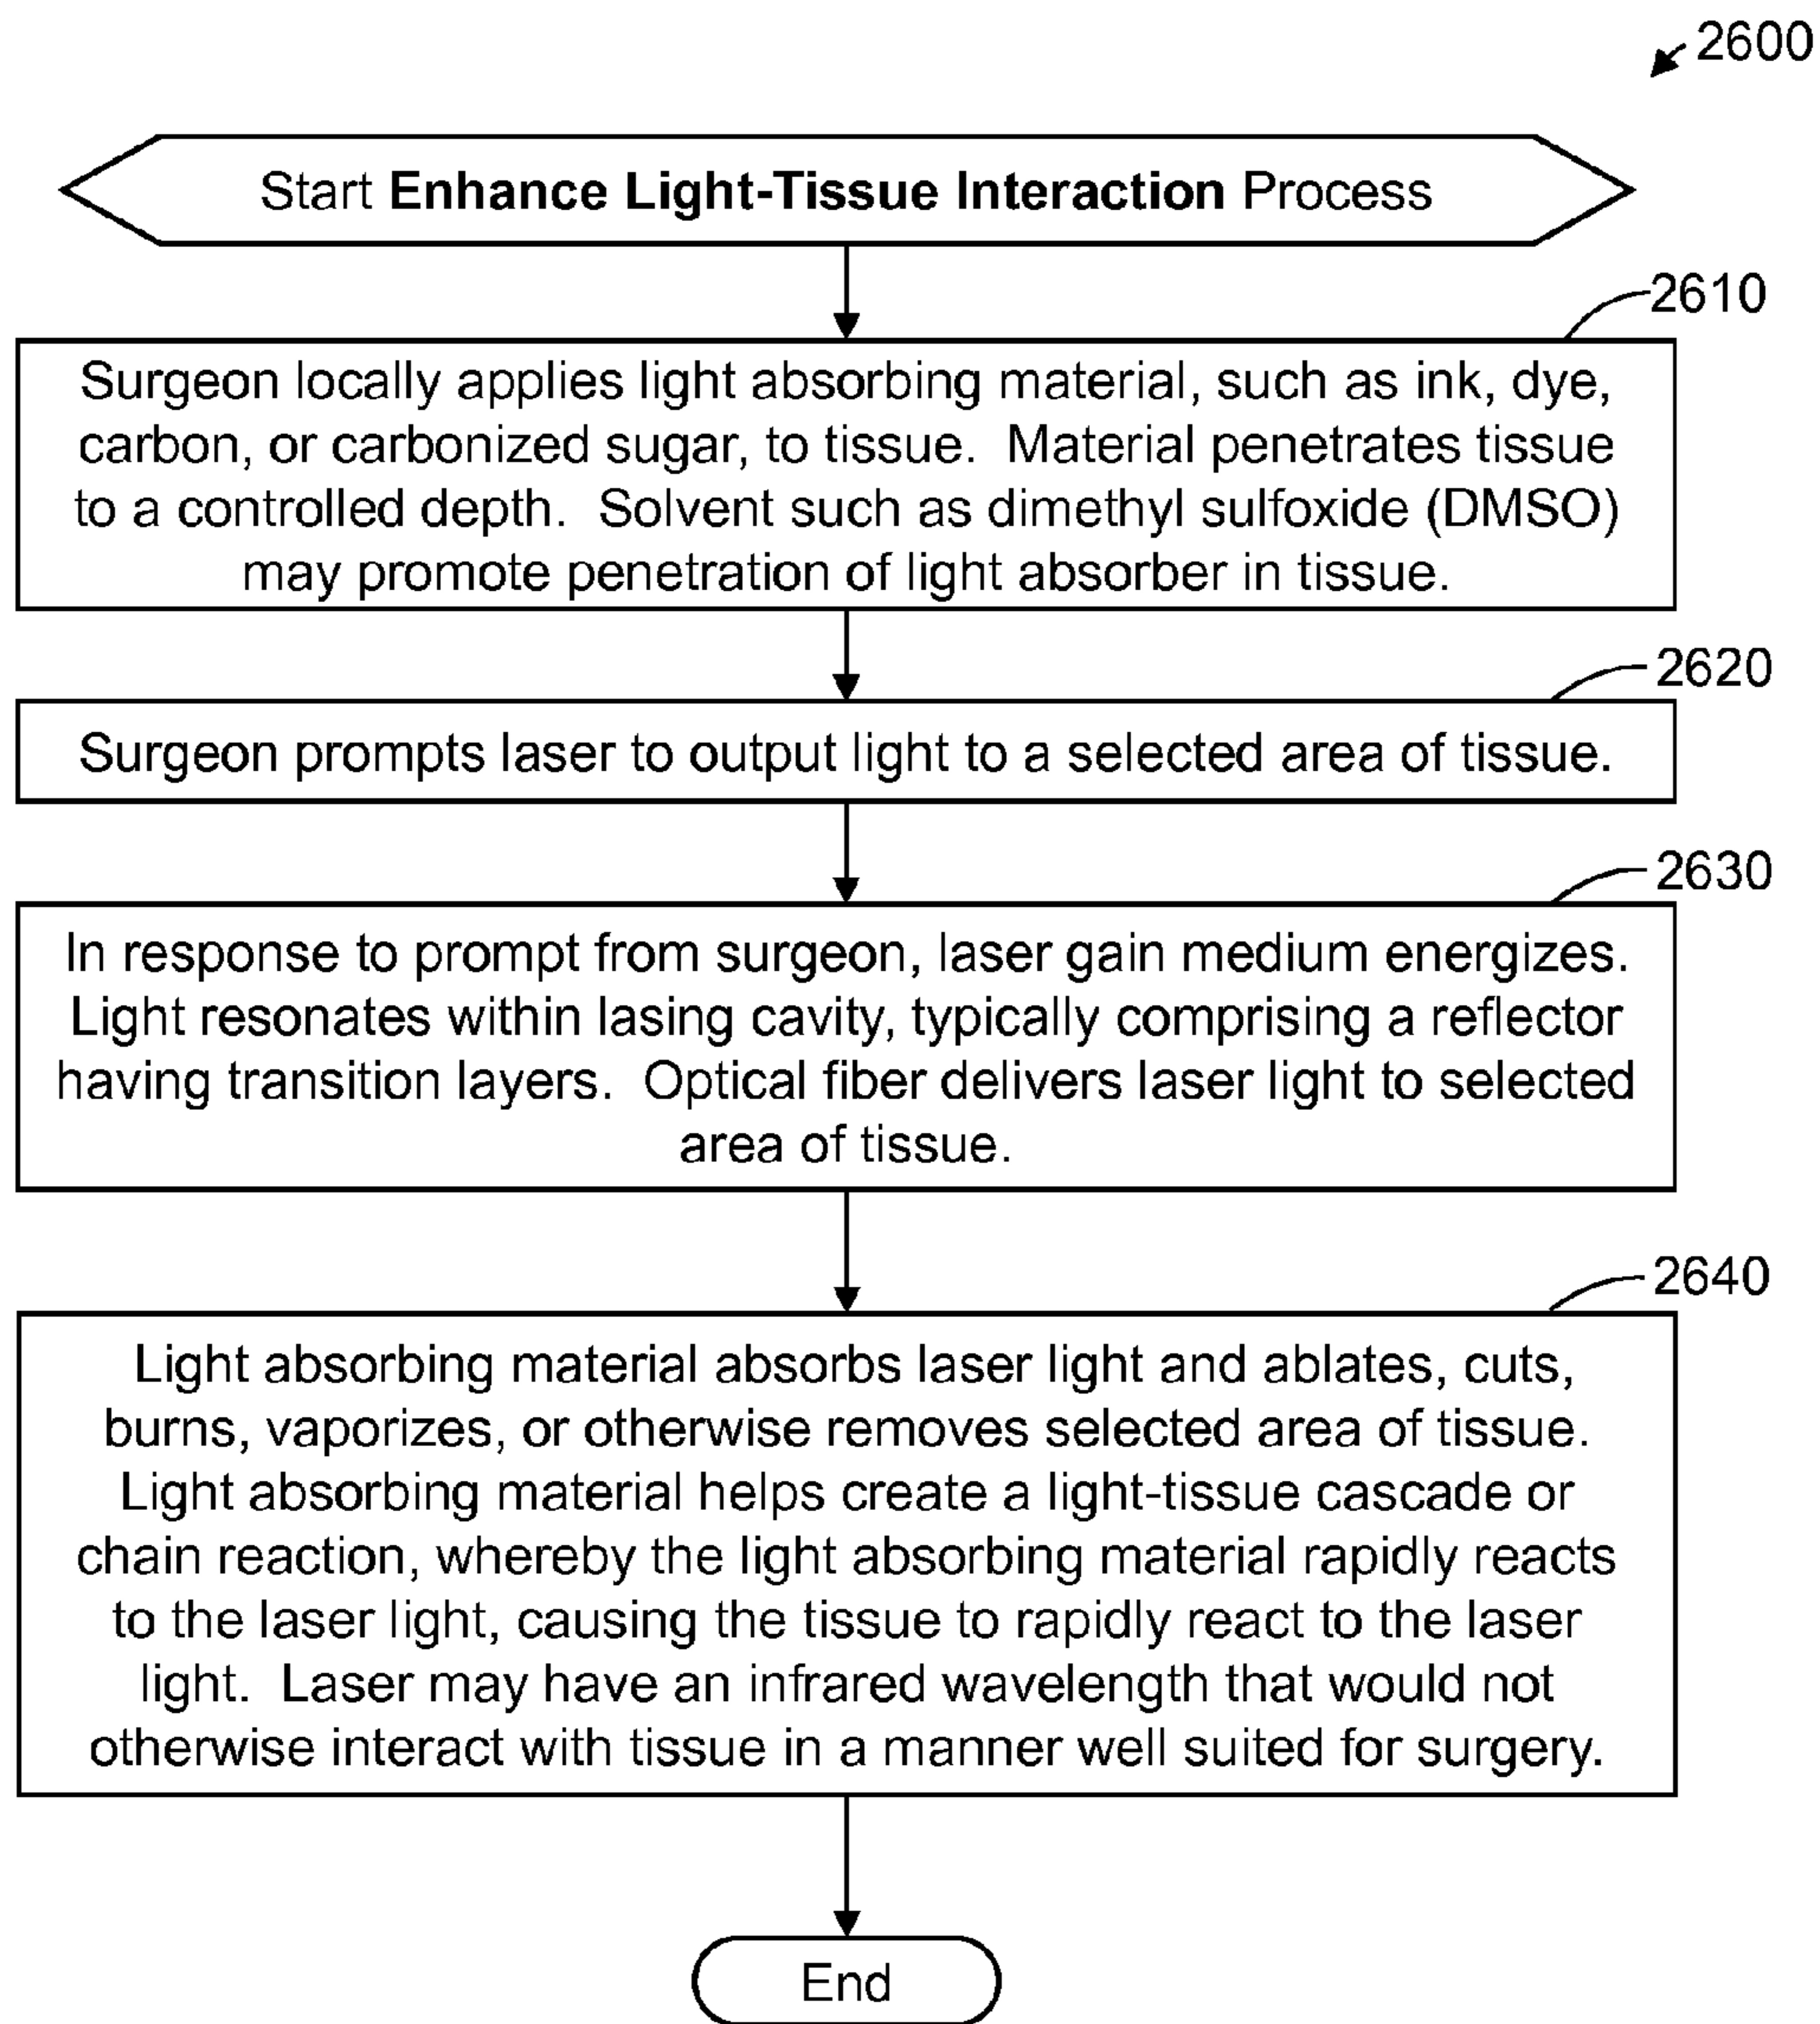 2600
Start Enhance Light-Tissue Interaction Process
2610
Surgeon locally applies light absorbing material, such as ink, dye,
carbon, or carbonized sugar, to tissue.  Material penetrates tissue
to a controlled depth.  Solvent such as dimethyl sulfoxide (DMSO)
may promote penetration of light absorber in tissue.
2620
Surgeon prompts laser to output light to a selected area of tissue.
2630
In response to prompt from surgeon, laser gain medium energizes.
Light resonates within lasing cavity, typically comprising a reflector
having transition layers.  Optical fiber delivers laser light to selected
area of tissue.
2640
Light absorbing material absorbs laser light and ablates, cuts,
burns, vaporizes, or otherwise removes selected area of tissue.
Light absorbing material helps create a light-tissue cascade or
chain reaction, whereby the light absorbing material rapidly reacts
to the laser light, causing the tissue to rapidly react to the laser
light.  Laser may have an infrared wavelength that would not
otherwise interact with tissue in a manner well suited for surgery.
End